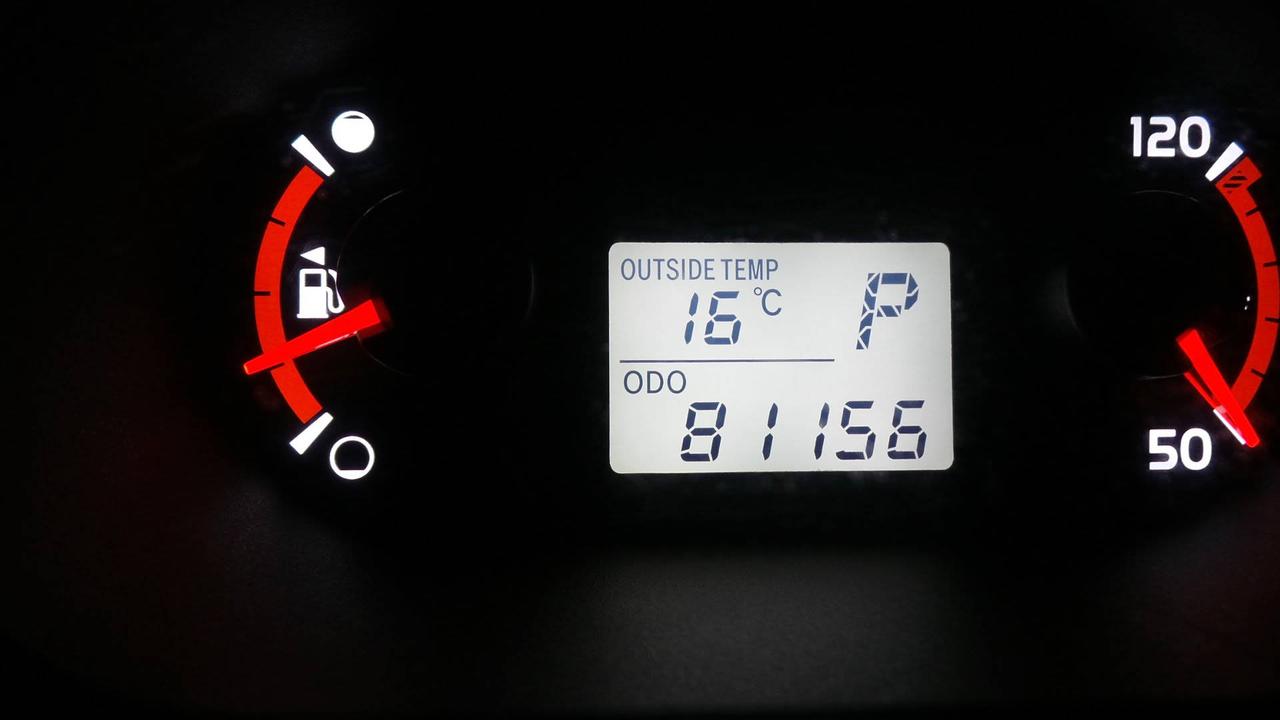 120
OUTSIDE TEMP
16 °C P
ODO
81156
50